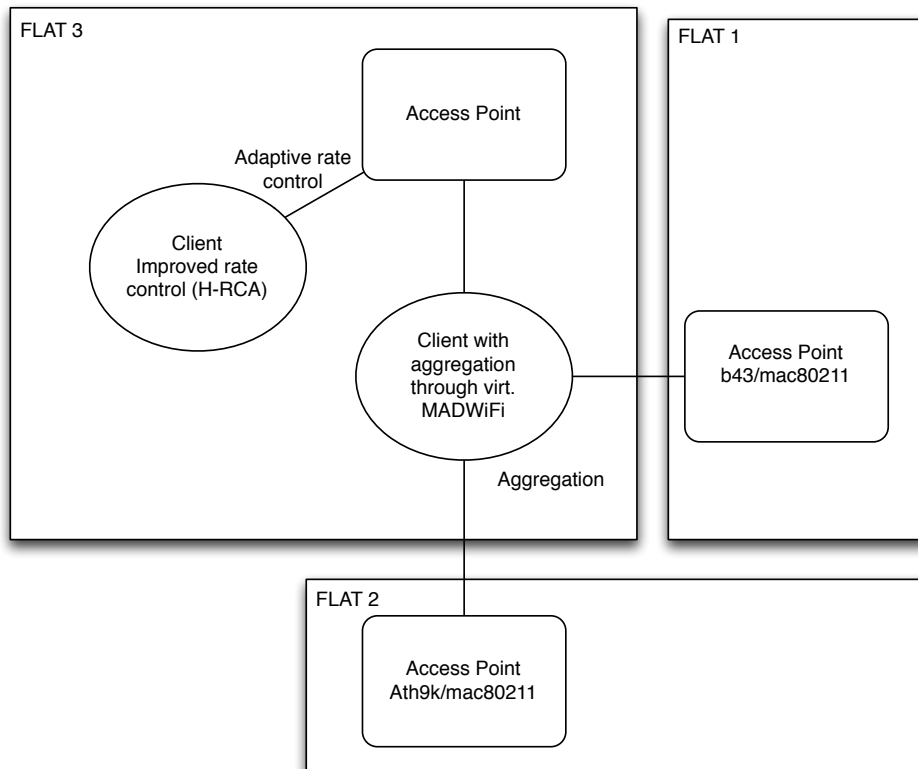 FLAT 3
Access Point
Adaptive rate
control
Client
Improved rate
control (H-RCA)
Client with
aggregation
through virt.
MADWiFi
Aggregation
FLAT 1
Access Point
b43/mac80211
FLAT 2
Access Point
Ath9k/mac80211